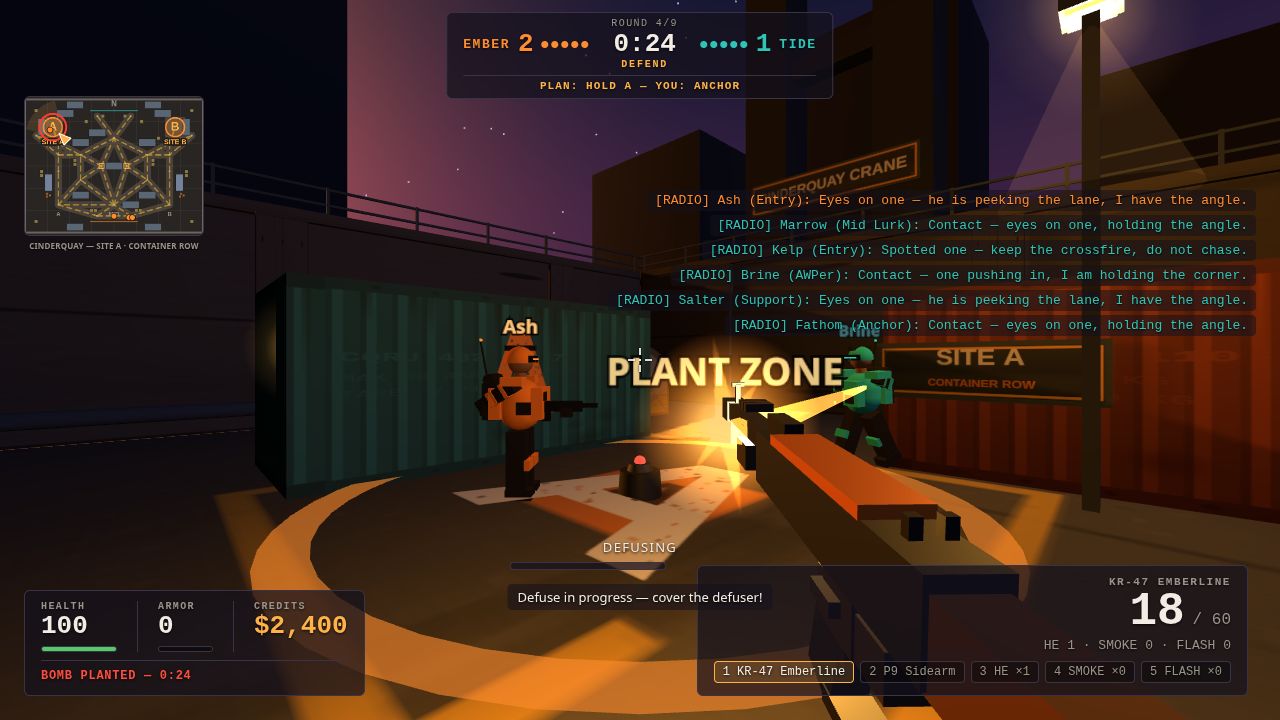 ROUND 4/9
EMBER 2 0:24 1 TIDE
DEFEND
PLAN: HOLD A — YOU: ANCHOR
N
A
B
SITE A
SITE B
A
B
CINDERQUAY — SITE A · CONTAINER ROW
CINDERQUAY CRANE
[RADIO] Ash (Entry): Eyes on one — he is peeking the lane, I have the angle.
[RADIO] Marrow (Mid Lurk): Contact — eyes on one, holding the angle.
[RADIO] Kelp (Entry): Spotted one — keep the crossfire, do not chase.
[RADIO] Brine (AWPer): Contact — one pushing in, I am holding the corner.
[RADIO] Salter (Support): Eyes on one — he is peeking the lane, I have the angle.
[RADIO] Fathom (Anchor): Contact — eyes on one, holding the angle.
Ash
Brine
PLANT ZONE
SITE A
CONTAINER ROW
DEFUSING
Defuse in progress — cover the defuser!
HEALTH
100
ARMOR
0
CREDITS
$2,400
BOMB PLANTED — 0:24
KR-47 EMBERLINE
18 / 60
HE 1 · SMOKE 0 · FLASH 0
1 KR-47 Emberline
2 P9 Sidearm
3 HE ×1
4 SMOKE ×0
5 FLASH ×0